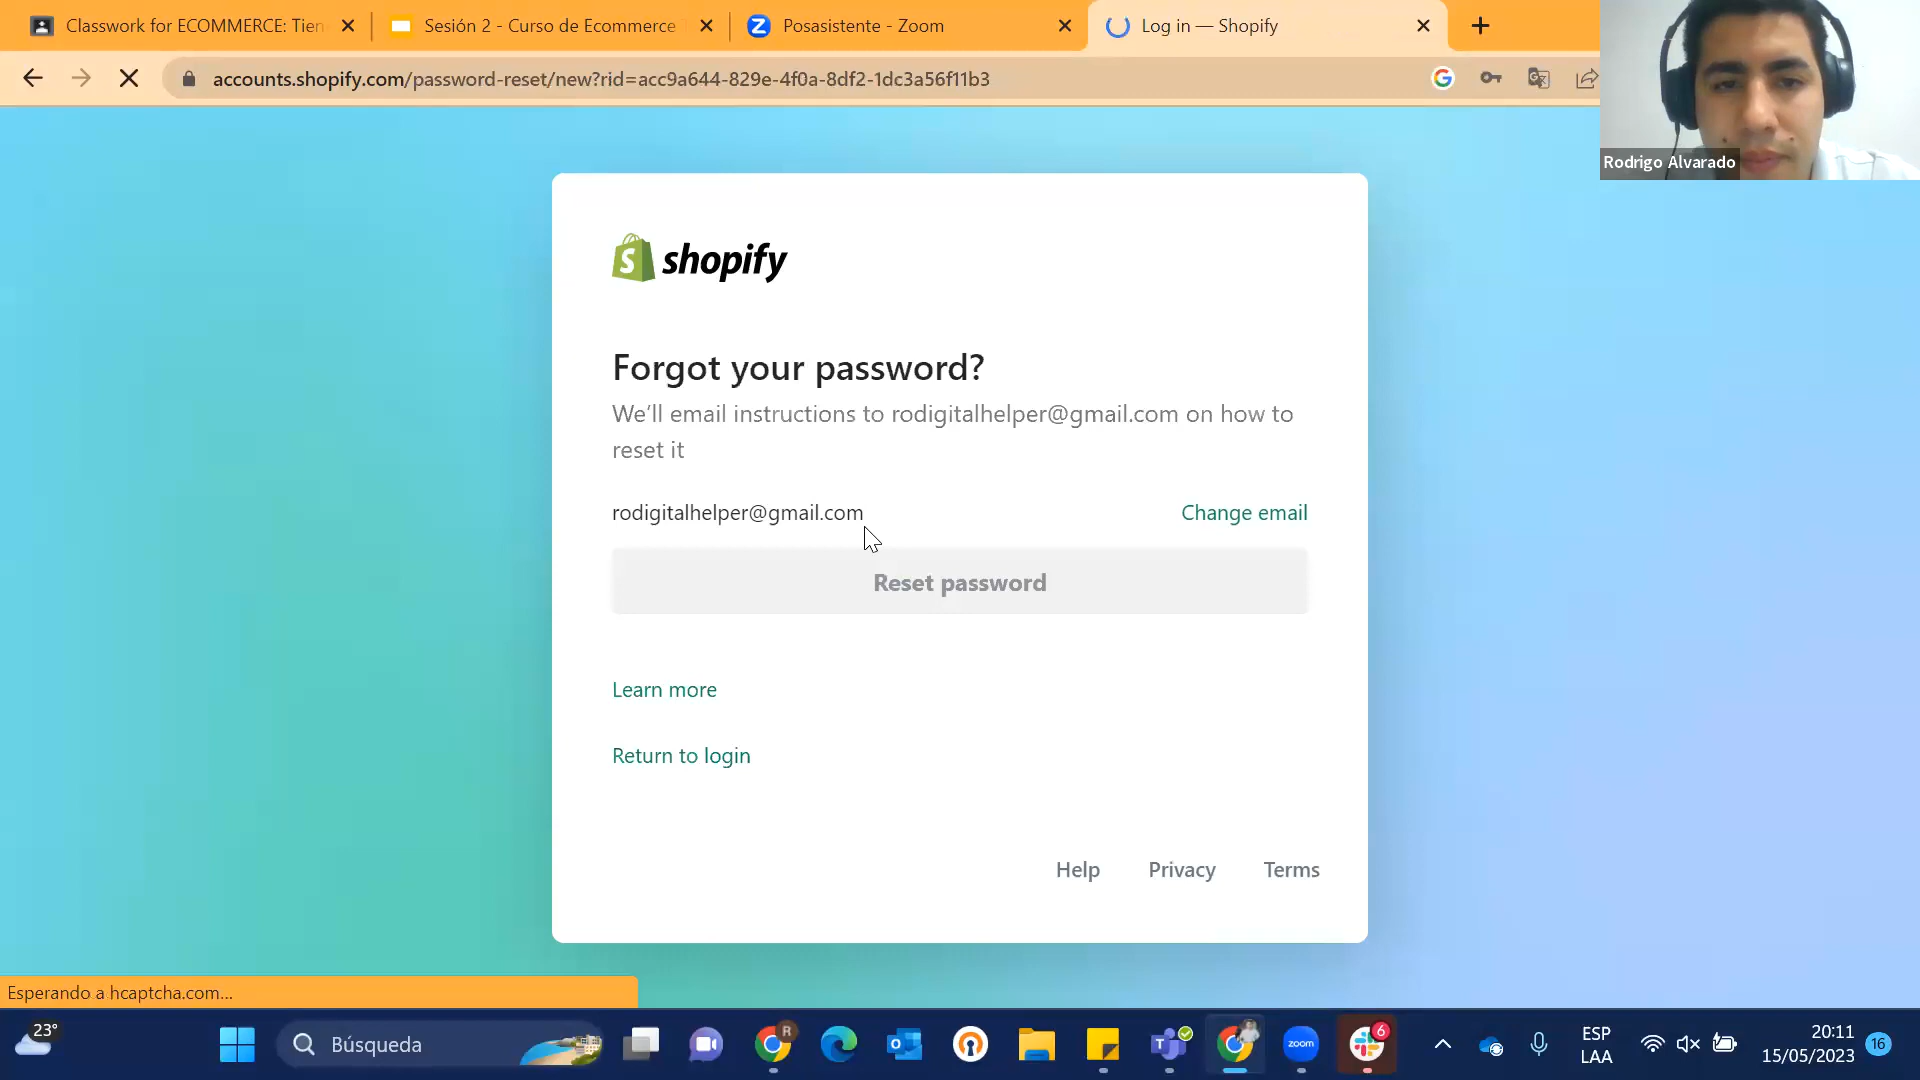 Classwork for ECOMMERCE: Tien
Sesión 2 - Curso de Ecommerce
Posasistente - Zoom
Log in — Shopify
accounts.shopify.com/password-reset/new?rid=acc9a644-829e-4f0a-8df2-1dc3a56f11b3
Rodrigo Alvarado
shopify
Forgot your password?
We'll email instructions to rodigitalhelper@gmail.com on how to
reset it
rodigitalhelper@gmail.com
Change email
Reset password
Learn more
Return to login
Help Privacy Terms
Esperando a hcaptcha.com...
23°
Búsqueda
R
zoom
6
ESP
LAA
20:11
15/05/2023
16